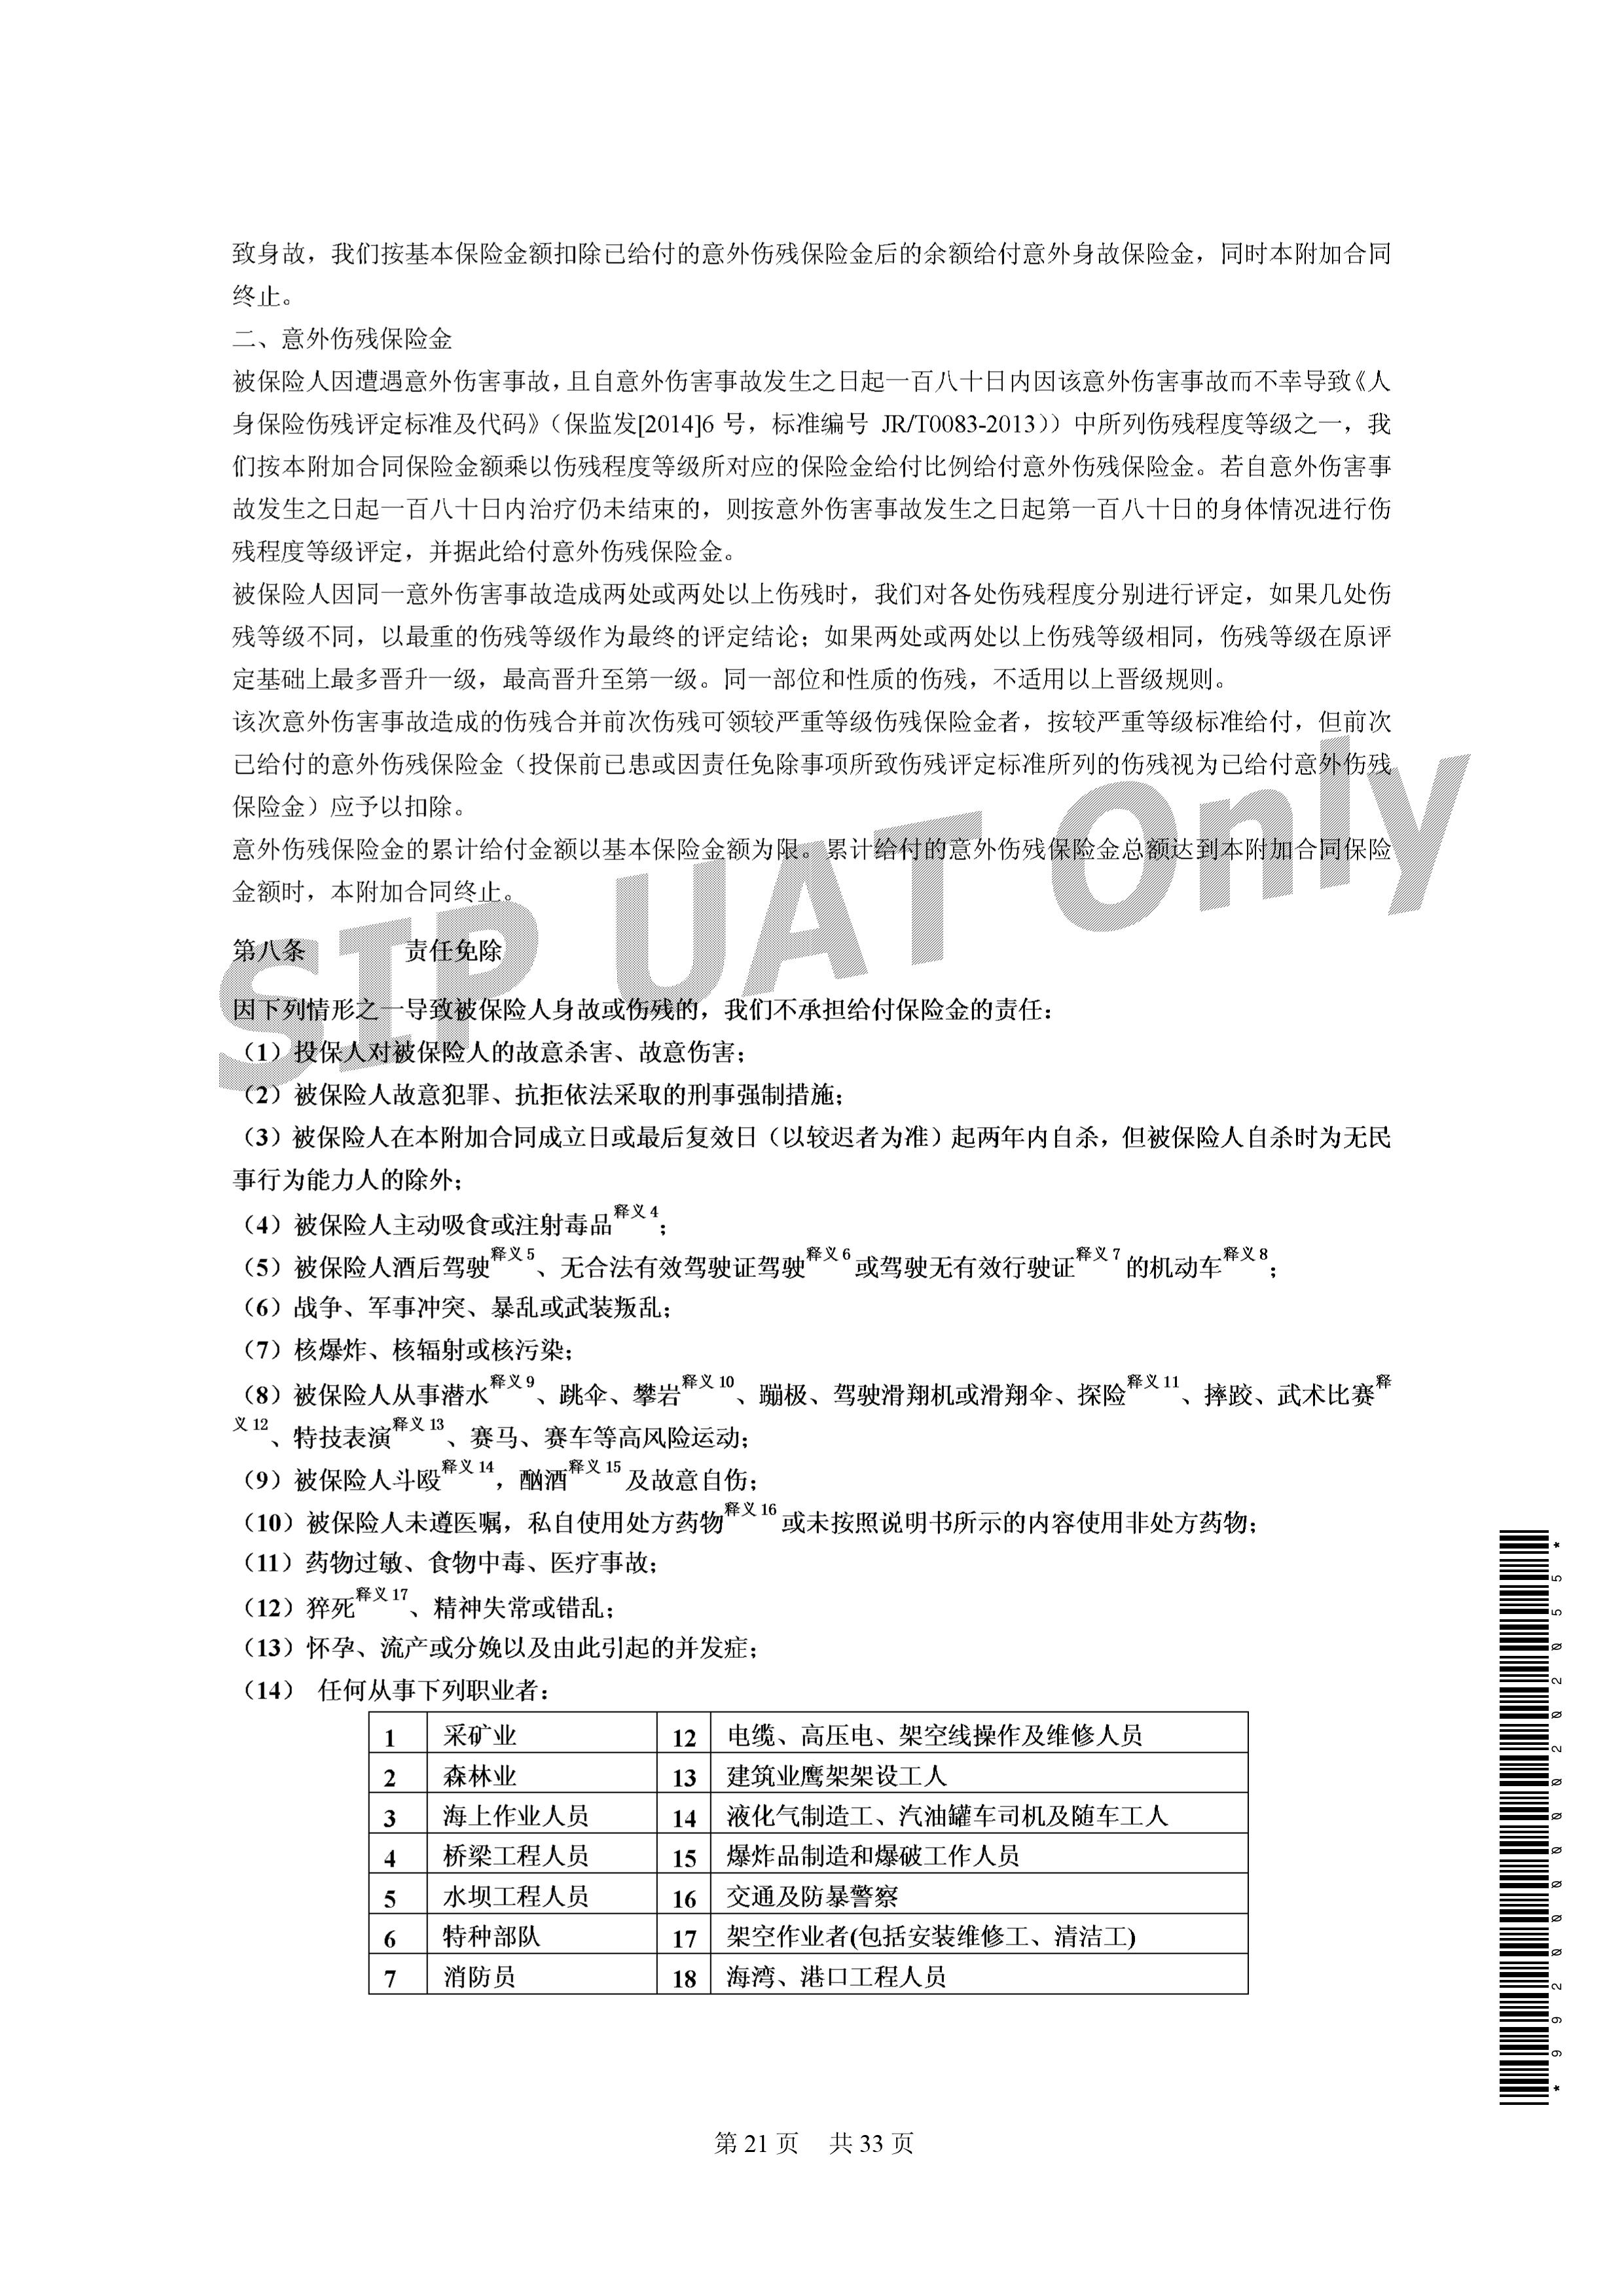 致身故，我们按基本保险金额扣除已给付的意外伤残保险金后的余额给付意外身故保险金，同时本附加合同
终止。
二、意外伤残保险金
被保险人因遭遇意外伤害事故，且自意外伤害事故发生之日起一百八十日内因该意外伤害事故而不幸导致《人
身保险伤残评定标准及代码》（保监发[2014]6 号，标准编号 JR/T0083-2013））中所列伤残程度等级之一，我
们按本附加合同保险金额乘以伤残程度等级所对应的保险金给付比例给付意外伤残保险金。若自意外伤害事
故发生之日起一百八十日内治疗仍未结束的，则按意外伤害事故发生之日起第一百八十日的身体情况进行伤
残程度等级评定，并据此给付意外伤残保险金。
被保险人因同一意外伤害事故造成两处或两处以上伤残时，我们对各处伤残程度分别进行评定，如果几处伤
残等级不同，以最重的伤残等级作为最终的评定结论；如果两处或两处以上伤残等级相同，伤残等级在原评
定基础上最多晋升一级，最高晋升至第一级。同一部位和性质的伤残，不适用以上晋级规则。
该次意外伤害事故造成的伤残合并前次伤残可领较严重等级伤残保险金者，按较严重等级标准给付，但前次
已给付的意外伤残保险金（投保前已患或因责任免除事项所致伤残评定标准所列的伤残视为已给付意外伤残
保险金）应予以扣除。
意外伤残保险金的累计给付金额以基本保险金额为限。累计给付的意外伤残保险金总额达到本附加合同保险
金额时，本附加合同终止。
SIP UAT Only
第八条 责任免除
因下列情形之一导致被保险人身故或伤残的，我们不承担给付保险金的责任：
（1）投保人对被保险人的故意杀害、故意伤害；
（2）被保险人故意犯罪、抗拒依法采取的刑事强制措施；
（3）被保险人在本附加合同成立日或最后复效日（以较迟者为准）起两年内自杀，但被保险人自杀时为无民
事行为能力人的除外；
（4）被保险人主动吸食或注射毒品释义 4；
（5）被保险人酒后驾驶释义 5、无合法有效驾驶证驾驶释义 6或驾驶无有效行驶证释义 7的机动车释义 8；
（6）战争、军事冲突、暴乱或武装叛乱；
（7）核爆炸、核辐射或核污染；
（8）被保险人从事潜水释义 9、跳伞、攀岩释义 10、蹦极、驾驶滑翔机或滑翔伞、探险释义 11、摔跤、武术比赛释
义 12、特技表演释义 13、赛马、赛车等高风险运动；
（9）被保险人斗殴释义 14，酗酒释义 15及故意自伤；
（10）被保险人未遵医嘱，私自使用处方药物释义 16或未按照说明书所示的内容使用非处方药物；
（11）药物过敏、食物中毒、医疗事故；
（12）猝死释义 17、精神失常或错乱；
（13）怀孕、流产或分娩以及由此引起的并发症；
（14） 任何从事下列职业者：
1 采矿业 12 电缆、高压电、架空线操作及维修人员
2 森林业 13 建筑业鹰架架设工人
3 海上作业人员 14 液化气制造工、汽油罐车司机及随车工人
4 桥梁工程人员 15 爆炸品制造和爆破工作人员
5 水坝工程人员 16 交通及防暴警察
6 特种部队 17 架空作业者(包括安装维修工、清洁工)
7 消防员 18 海湾、港口工程人员
*99200000202055*
第 21 页 共 33 页